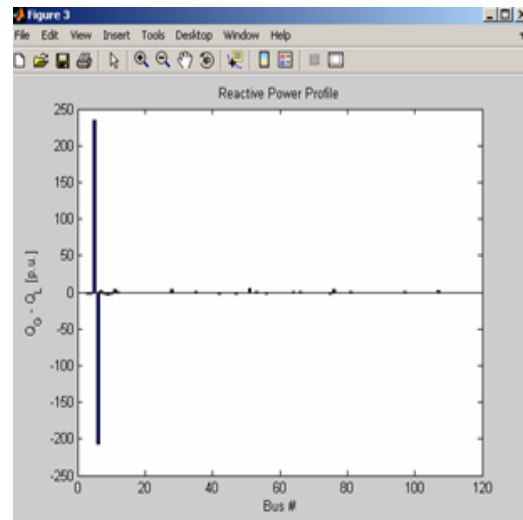 Figure 3
File Edit View Insert Tools Desktop Window Help
Reactive Power Profile
250
200
150
100
50
0
-50
-100
-150
-200
-250
Q_G - Q_L [p.u.]
0 20 40 60 80 100 120
Bus #